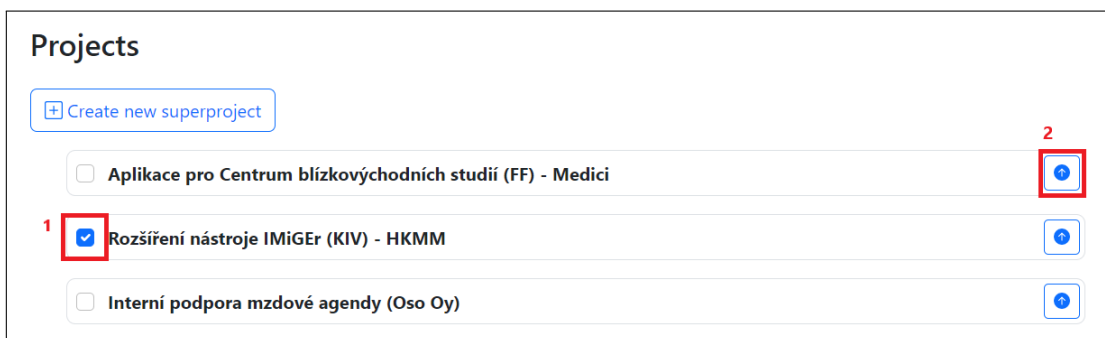 Projects
Create new superproject
2
Aplikace pro Centrum blízkovýchodních studií (FF) - Medici
1
Rozšíření nástroje IMiGEr (KIV) - HKMM
Interní podpora mzdové agendy (Oso Oy)